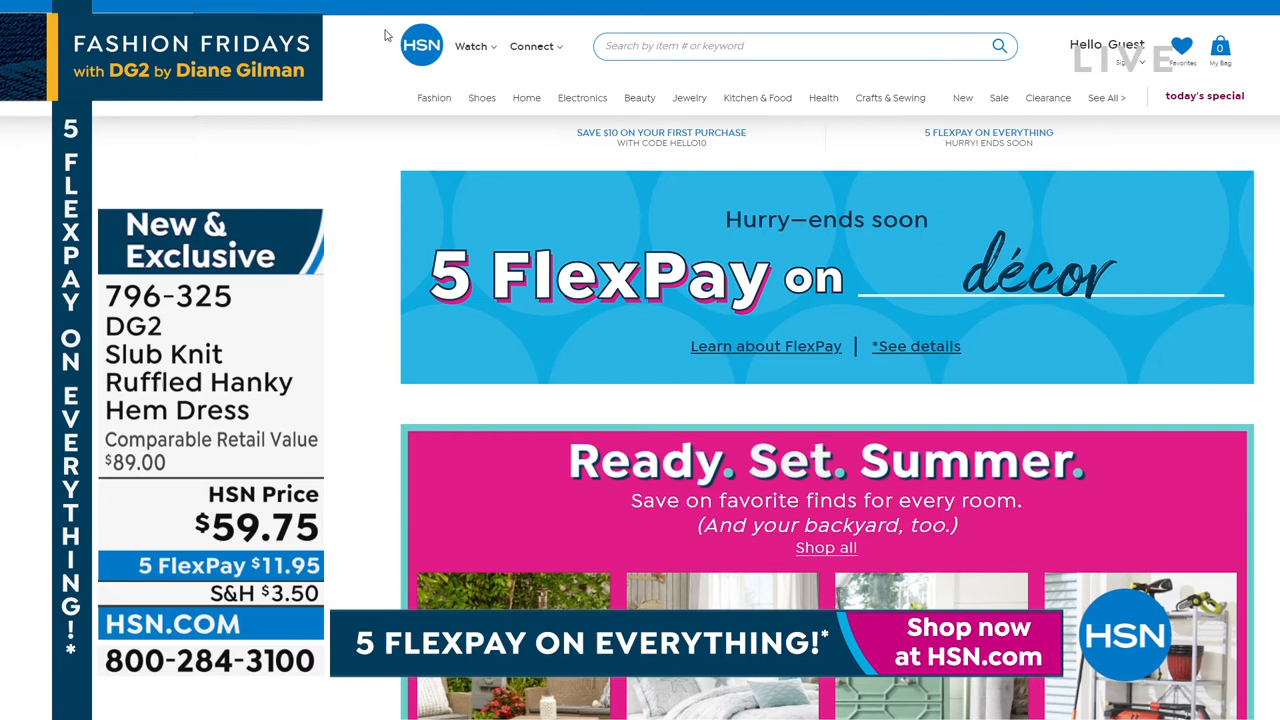 FASHION FRIDAYS
with DG2 by Diane Gilman
5 FLEXPAY ON EVERYTHING!*
New &
Exclusive
796-325
DG2
Slub Knit
Ruffled Hanky
Hem Dress
Comparable Retail Value
$89.00
HSN Price
$59.75
5 FlexPay $11.95
S&H $3.50
HSN.COM
800-284-3100
HSN
Watch
Connect
Search by item # or keyword
Hello, Guest
LIVE
Favorites
0
My Bag
Fashion Shoes Home Electronics Beauty Jewelry Kitchen & Food Health Crafts & Sewing New Sale Clearance See All > today's special
SAVE $10 ON YOUR FIRST PURCHASE
WITH CODE HELLO10
5 FLEXPAY ON EVERYTHING
HURRY! ENDS SOON
Hurry—ends soon
5 FlexPay on décor
Learn about FlexPay | *See details
Ready. Set. Summer.
Save on favorite finds for every room.
(And your backyard, too.)
Shop all
5 FLEXPAY ON EVERYTHING!*
Shop now
at HSN.com
HSN